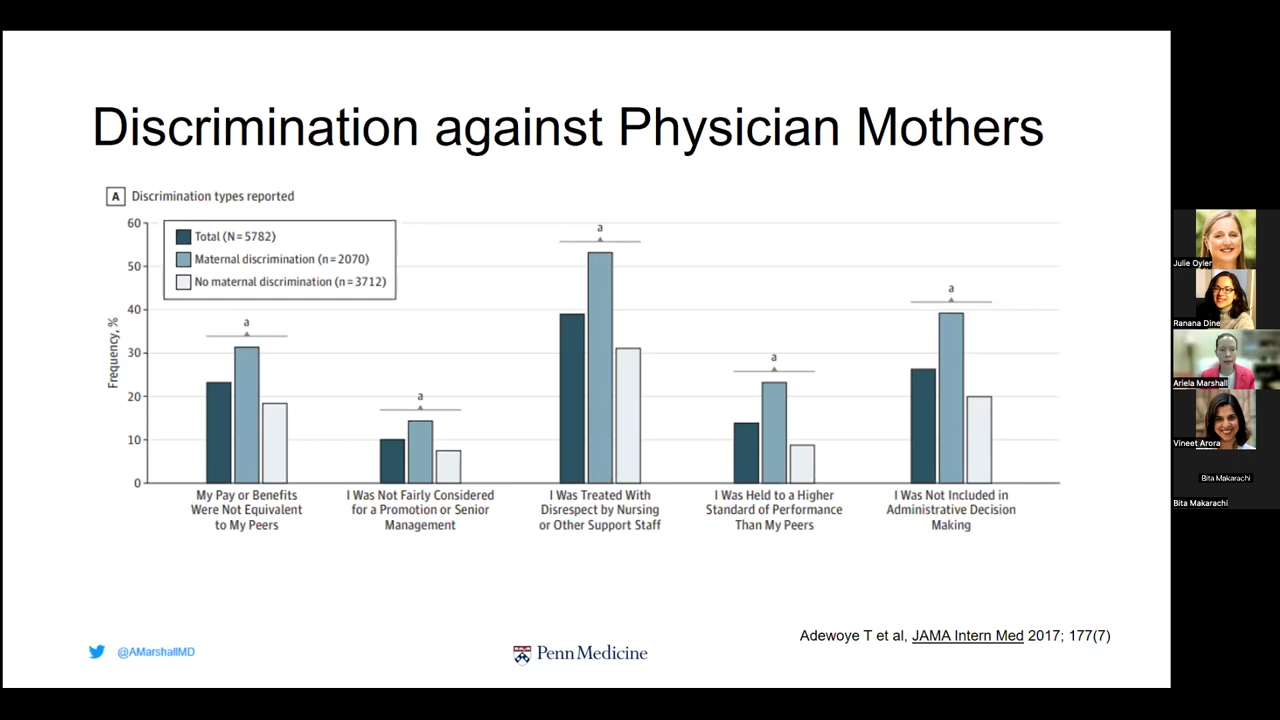 Discrimination against Physician Mothers
A Discrimination types reported
Total (N=5782)
Maternal discrimination (n=2070)
No maternal discrimination (n=3712)
Frequency, %
60
50
40
30
20
10
0
a
a
a
a
a
My Pay or Benefits
Were Not Equivalent
to My Peers
I Was Not Fairly Considered
for a Promotion or Senior
Management
I Was Treated With
Disrespect by Nursing
or Other Support Staff
I Was Held to a Higher
Standard of Performance
Than My Peers
I Was Not Included in
Administrative Decision
Making
Adewoye T et al, JAMA Intern Med 2017; 177(7)
@AMarshallMD
Penn Medicine
Julie Oyler
Ranana Dine
Ariela Marshall
Vineet Arora
Bita Makarachi
Bita Makarachi